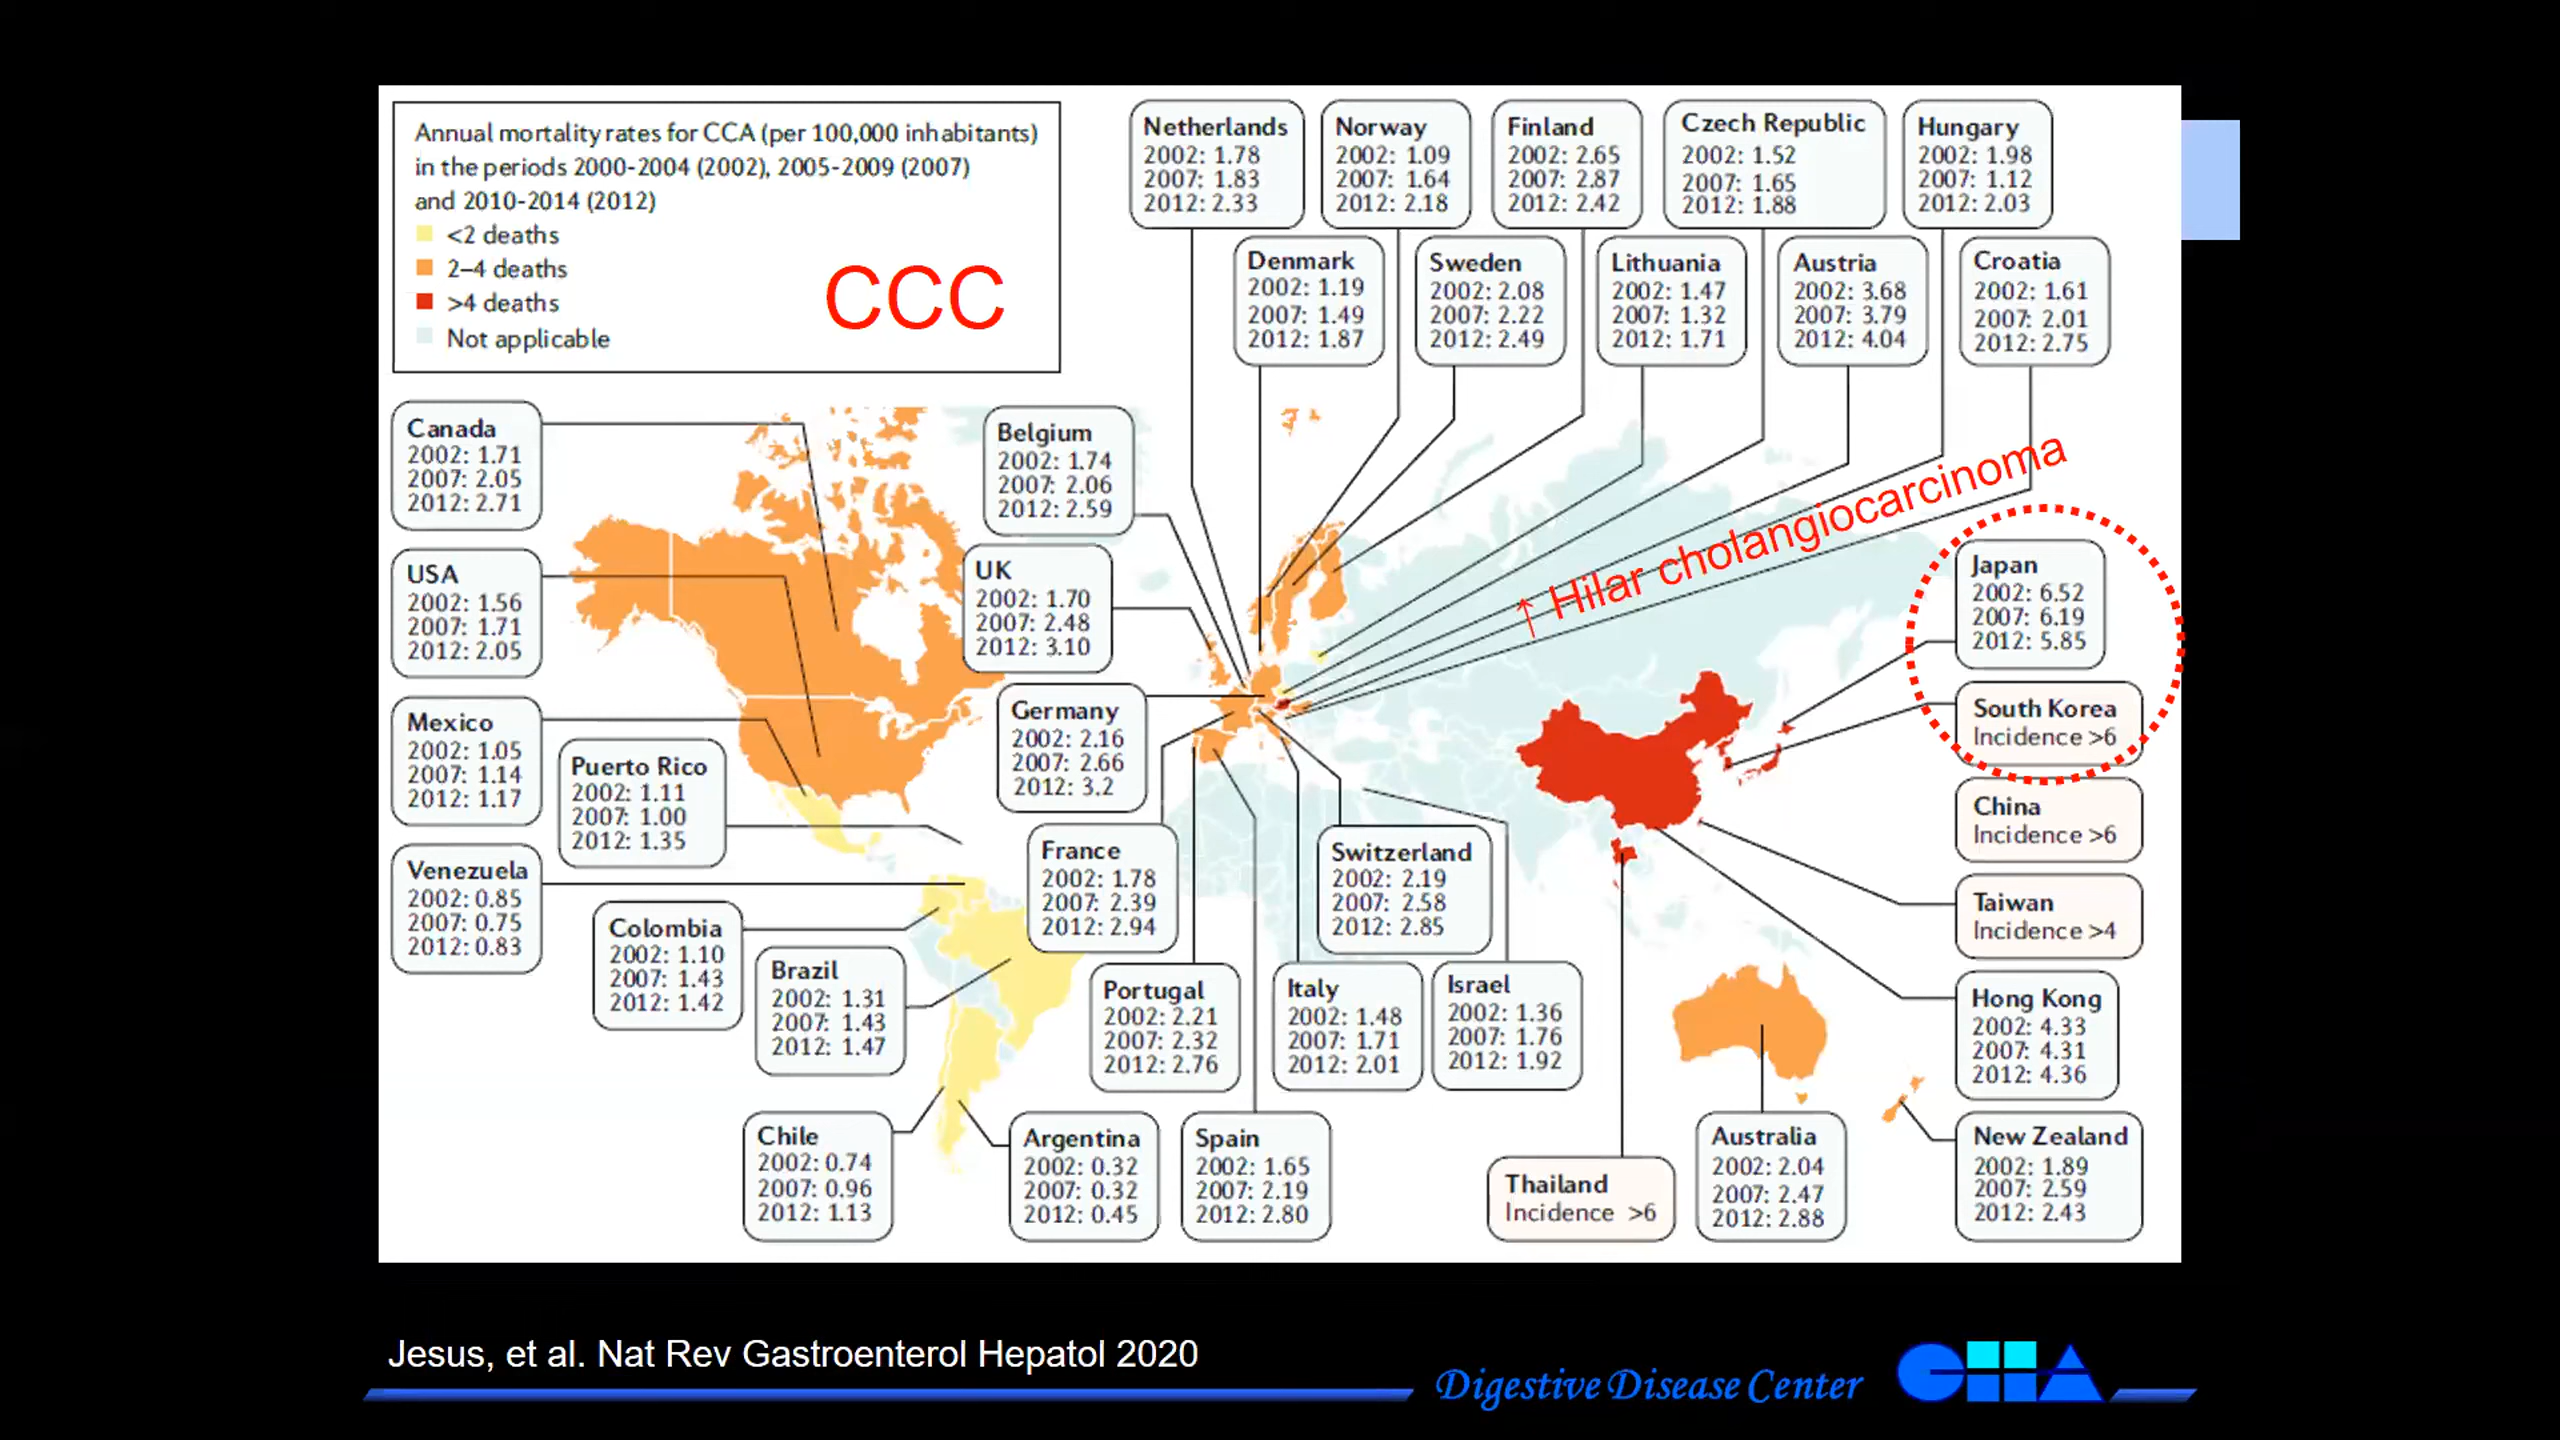 Annual mortality rates for CCA (per 100,000 inhabitants)
in the periods 2000-2004 (2002), 2005-2009 (2007)
and 2010-2014 (2012)
<2 deaths
2–4 deaths
>4 deaths
Not applicable
CCC
Netherlands
2002: 1.78
2007: 1.83
2012: 2.33
Norway
2002: 1.09
2007: 1.64
2012: 2.18
Finland
2002: 2.65
2007: 2.87
2012: 2.42
Czech Republic
2002: 1.52
2007: 1.65
2012: 1.88
Hungary
2002: 1.98
2007: 1.12
2012: 2.03
Denmark
2002: 1.19
2007: 1.49
2012: 1.87
Sweden
2002: 2.08
2007: 2.22
2012: 2.49
Lithuania
2002: 1.47
2007: 1.32
2012: 1.71
Austria
2002: 3.68
2007: 3.79
2012: 4.04
Croatia
2002: 1.61
2007: 2.01
2012: 2.75
Canada
2002: 1.71
2007: 2.05
2012: 2.71
Belgium
2002: 1.74
2007: 2.06
2012: 2.59
↑ Hilar cholangiocarcinoma
USA
2002: 1.56
2007: 1.71
2012: 2.05
UK
2002: 1.70
2007: 2.48
2012: 3.10
Japan
2002: 6.52
2007: 6.19
2012: 5.85
Mexico
2002: 1.05
2007: 1.14
2012: 1.17
Puerto Rico
2002: 1.11
2007: 1.00
2012: 1.35
Germany
2002: 2.16
2007: 2.66
2012: 3.2
South Korea
Incidence >6
China
Incidence >6
Venezuela
2002: 0.85
2007: 0.75
2012: 0.83
Colombia
2002: 1.10
2007: 1.43
2012: 1.42
Brazil
2002: 1.31
2007: 1.43
2012: 1.47
France
2002: 1.78
2007: 2.39
2012: 2.94
Switzerland
2002: 2.19
2007: 2.58
2012: 2.85
Taiwan
Incidence >4
Portugal
2002: 2.21
2007: 2.32
2012: 2.76
Italy
2002: 1.48
2007: 1.71
2012: 2.01
Israel
2002: 1.36
2007: 1.76
2012: 1.92
Hong Kong
2002: 4.33
2007: 4.31
2012: 4.36
Chile
2002: 0.74
2007: 0.96
2012: 1.13
Argentina
2002: 0.32
2007: 0.32
2012: 0.45
Spain
2002: 1.65
2007: 2.19
2012: 2.80
Thailand
Incidence >6
Australia
2002: 2.04
2007: 2.47
2012: 2.88
New Zealand
2002: 1.89
2007: 2.59
2012: 2.43
Jesus, et al. Nat Rev Gastroenterol Hepatol 2020
Digestive Disease Center
CHA